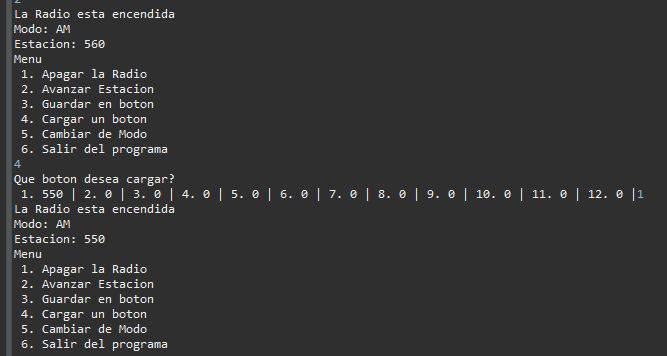 2
La Radio esta encendida
Modo: AM
Estacion: 560
Menu
1. Apagar la Radio
2. Avanzar Estacion
3. Guardar en boton
4. Cargar un boton
5. Cambiar de Modo
6. Salir del programa
4
Que boton desea cargar?
1. 550 | 2. 0 | 3. 0 | 4. 0 | 5. 0 | 6. 0 | 7. 0 | 8. 0 | 9. 0 | 10. 0 | 11. 0 | 12. 0 |1
La Radio esta encendida
Modo: AM
Estacion: 550
Menu
1. Apagar la Radio
2. Avanzar Estacion
3. Guardar en boton
4. Cargar un boton
5. Cambiar de Modo
6. Salir del programa